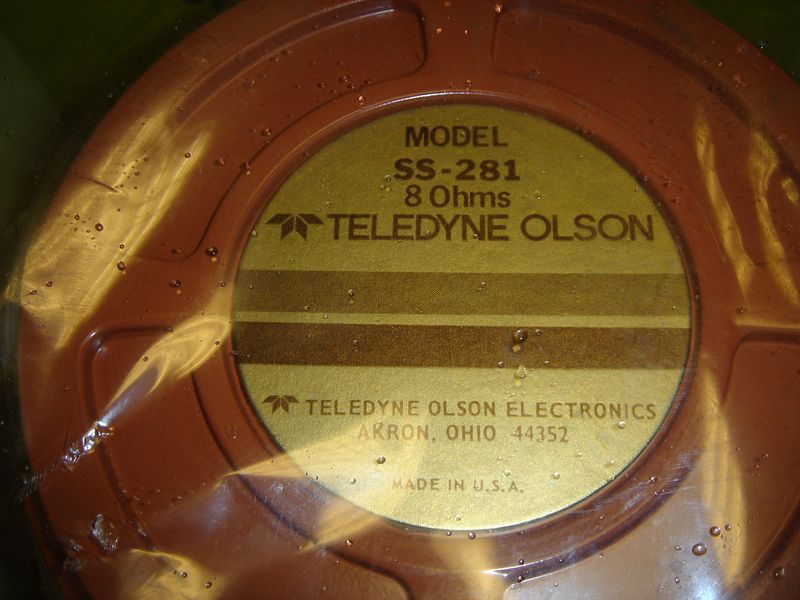 MODEL
SS-281
8 Ohms
TELEDYNE OLSON
TELEDYNE OLSON ELECTRONICS
AKRON, OHIO 44352
MADE IN U.S.A.